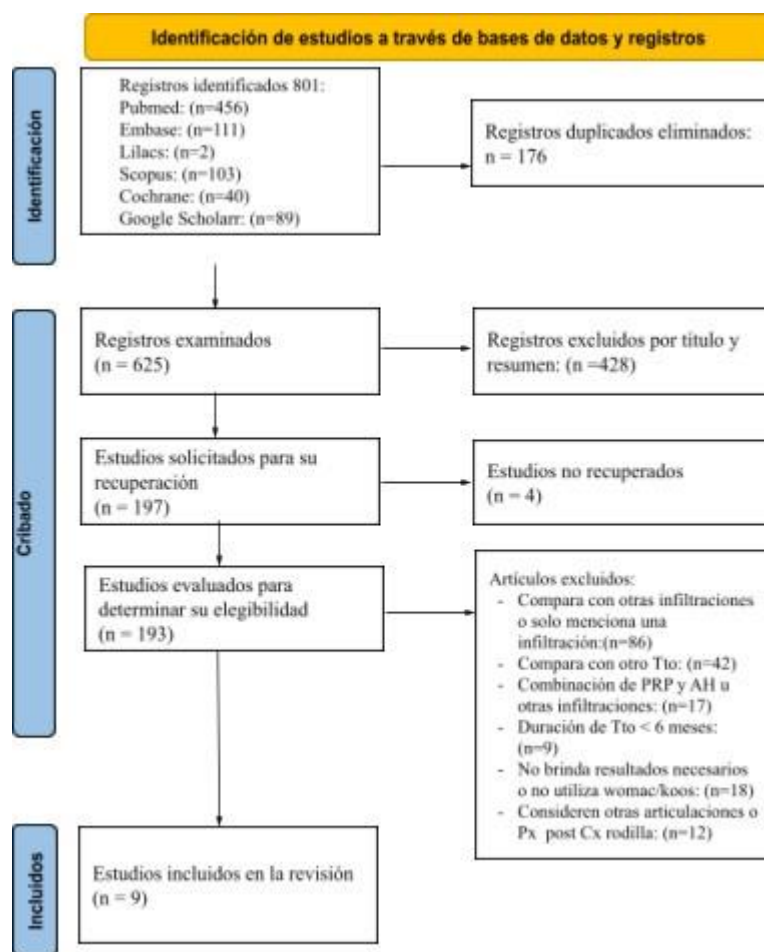 Identificación de estudios a través de bases de datos y registros
Identificación
Registros identificados 801:
Pubmed: (n=456)
Embase: (n=111)
Lilacs: (n=2)
Scopus: (n=103)
Cochrane: (n=40)
Google Scholarr: (n=89)
Registros duplicados eliminados:
n = 176
Cribado
Registros examinados
(n = 625)
Registros excluidos por título y
resumen: (n =428)
Estudios solicitados para su
recuperación
(n = 197)
Estudios no recuperados
(n = 4)
Estudios evaluados para
determinar su elegibilidad
(n = 193)
Artículos excluidos:
- Compara con otras infiltraciones
o solo menciona una
infiltración:(n=86)
- Compara con otro Tto: (n=42)
- Combinación de PRP y AH u
otras infiltraciones: (n=17)
- Duración de Tto < 6 meses:
(n=9)
- No brinda resultados necesarios
o no utiliza womac/koos: (n=18)
- Consideren otras articulaciones o
Px post Cx rodilla: (n=12)
Incluidos
Estudios incluidos en la revisión
(n = 9)